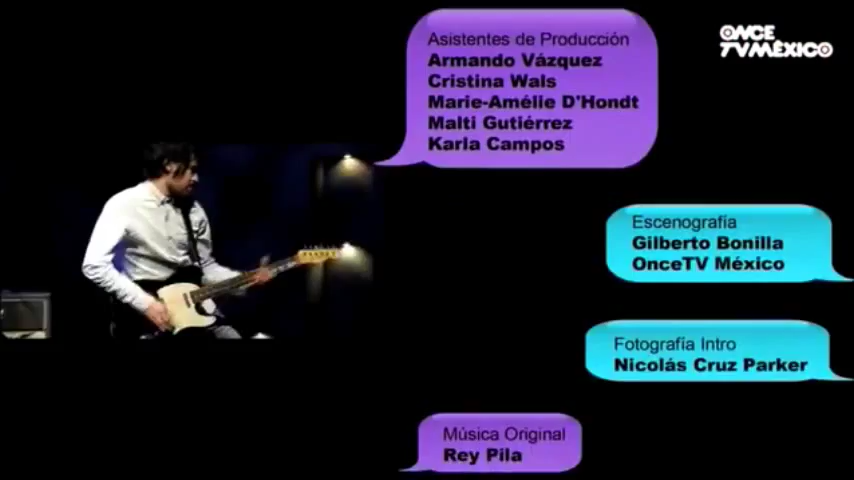 Asistentes de Producción
Armando Vázquez
Cristina Wals
Marie-Amélie D'Hondt
Malti Gutiérrez
Karla Campos
ONCE
TV MÉXICO
Escenografía
Gilberto Bonilla
OnceTV México
Fotografía Intro
Nicolás Cruz Parker
Música Original
Rey Pila